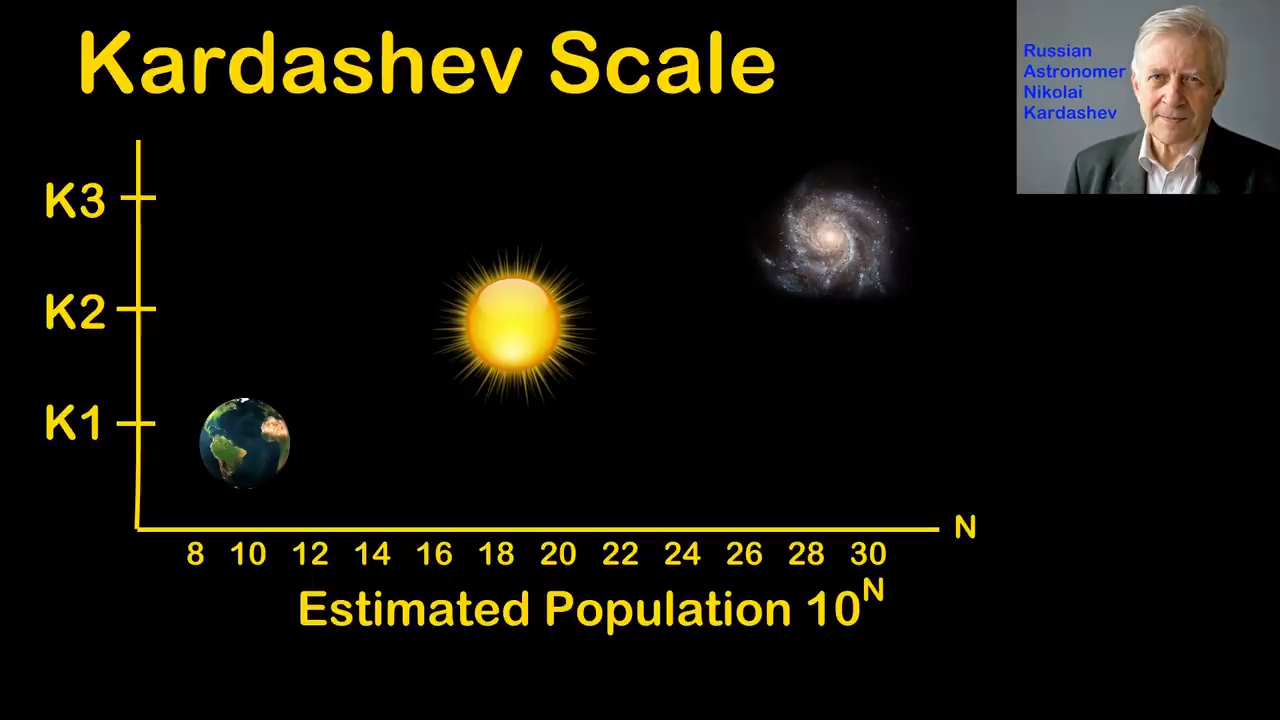 Kardashev Scale
Russian
Astronomer
Nikolai
Kardashev
K3
K2
K1
N
8 10 12 14 16 18 20 22 24 26 28 30
Estimated Population 10^N